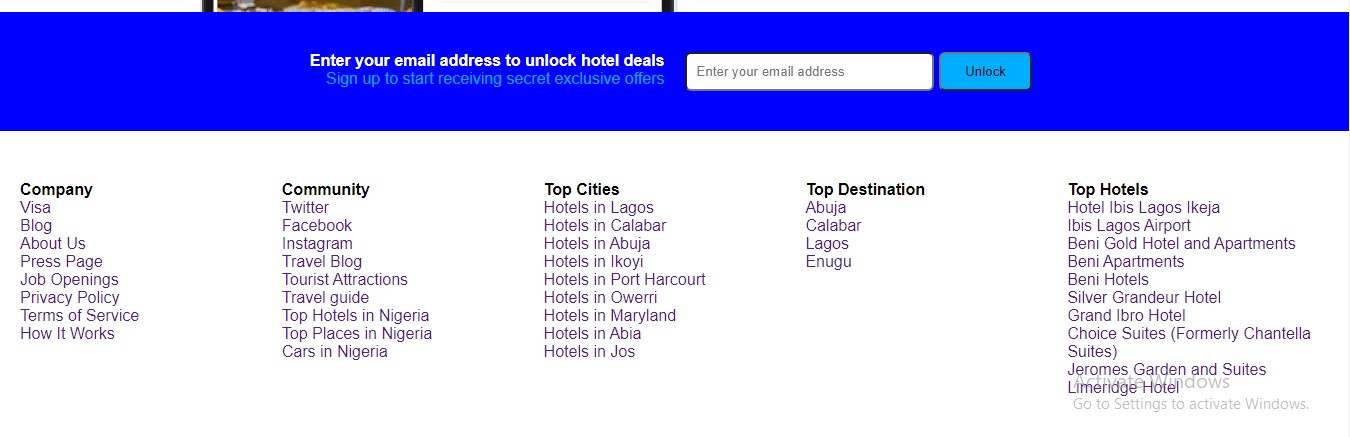 Enter your email address to unlock hotel deals
Sign up to start receiving secret exclusive offers
Enter your email address
Unlock
Company
Visa
Blog
About Us
Press Page
Job Openings
Privacy Policy
Terms of Service
How It Works
Community
Twitter
Facebook
Instagram
Travel Blog
Tourist Attractions
Travel guide
Top Hotels in Nigeria
Top Places in Nigeria
Cars in Nigeria
Top Cities
Hotels in Lagos
Hotels in Calabar
Hotels in Abuja
Hotels in Ikoyi
Hotels in Port Harcourt
Hotels in Owerri
Hotels in Maryland
Hotels in Abia
Hotels in Jos
Top Destination
Abuja
Calabar
Lagos
Enugu
Top Hotels
Hotel Ibis Lagos Ikeja
Ibis Lagos Airport
Beni Gold Hotel and Apartments
Beni Apartments
Beni Hotels
Silver Grandeur Hotel
Grand Ibro Hotel
Choice Suites (Formerly Chantella
Suites)
Jeromes Garden and Suites
Limeridge Hotel
Activate Windows
Go to Settings to activate Windows.